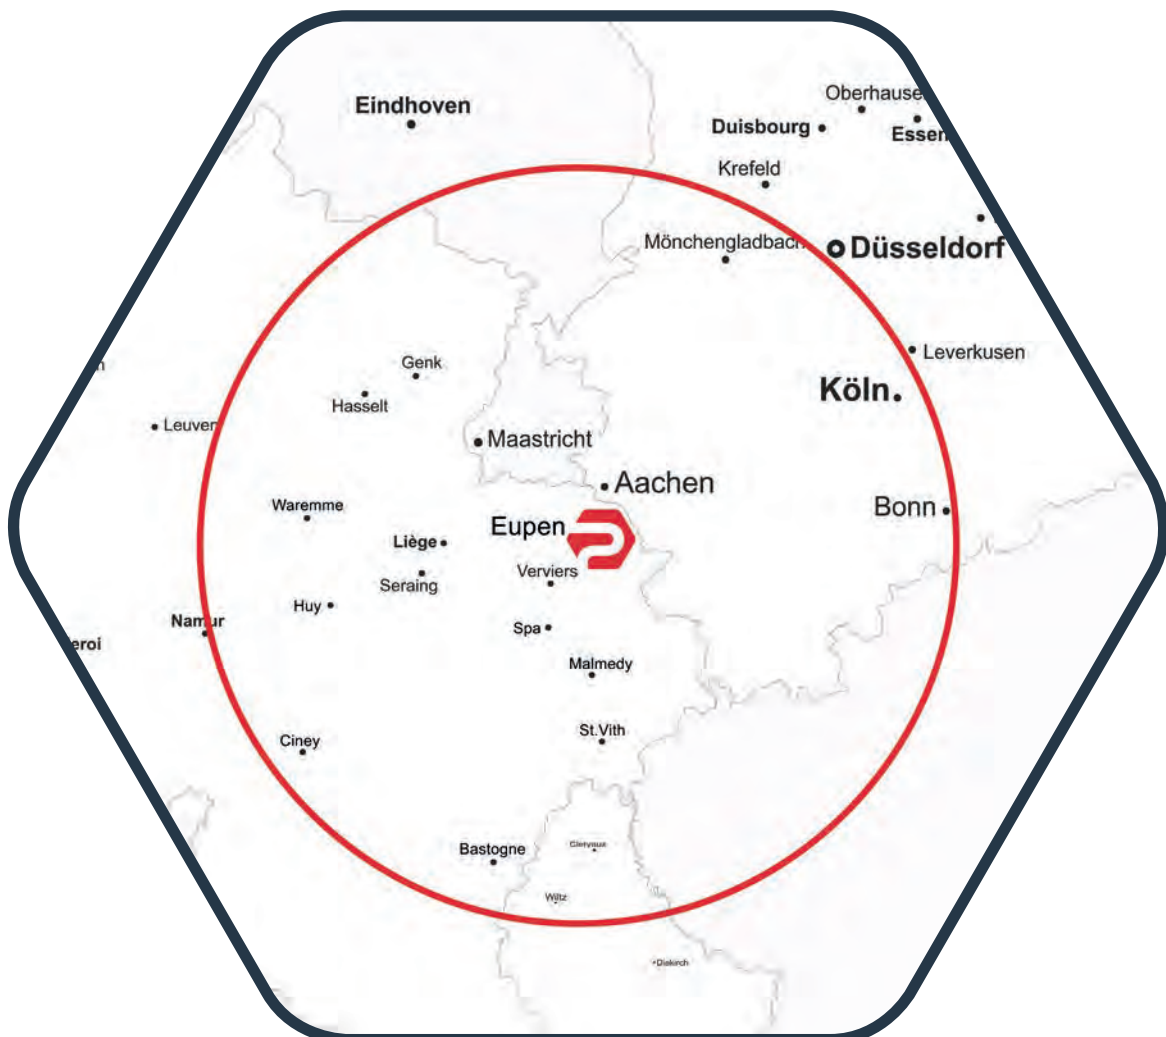 Oberhause
Eindhoven
Duisbourg
Essen
Krefeld
Mönchengladbach
Düsseldorf
Leverkusen
Genk
Köln
Hasselt
Leuven
Maastricht
Aachen
Waremme
Bonn
Eupen
Liège
Verviers
Seraing
Huy
Namur
Spa
eroi
Malmedy
St.Vith
Ciney
Bastogne
Wiltz
Diekirch